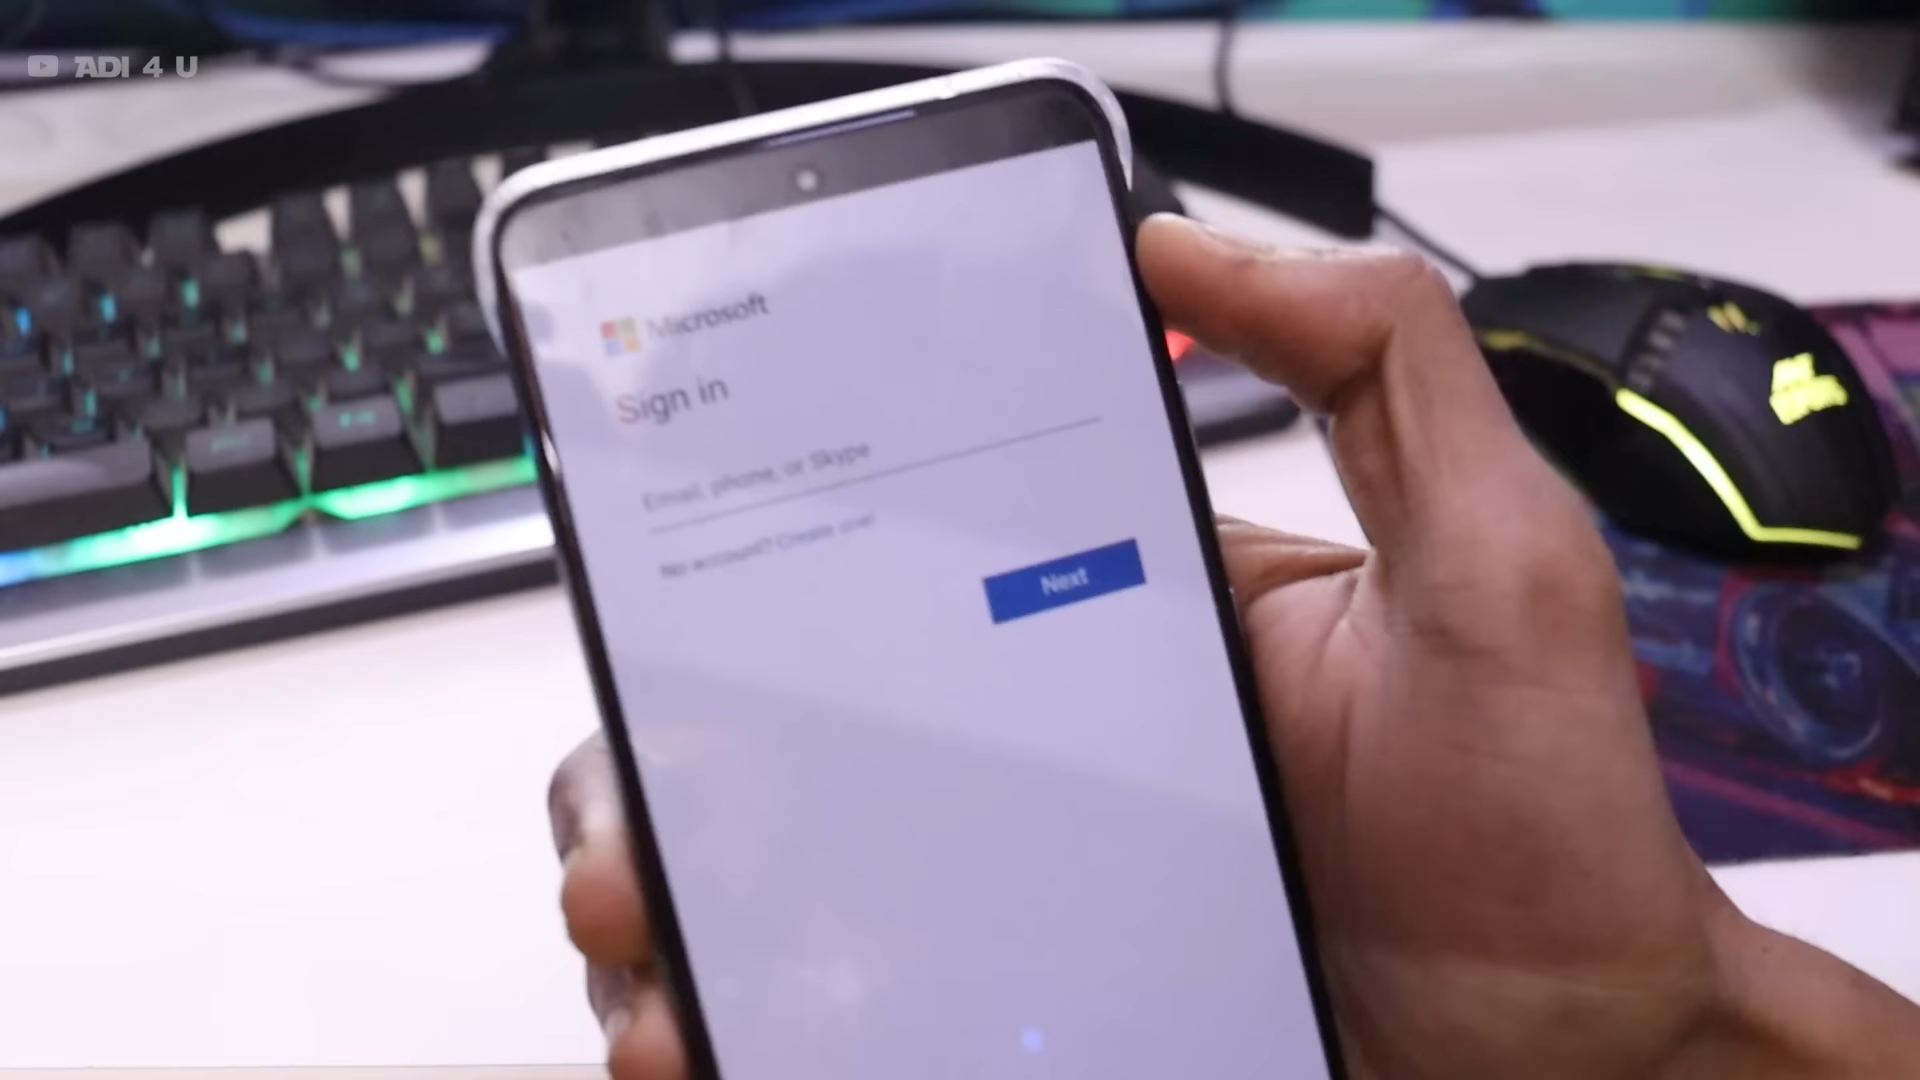 ADI 4 U
Microsoft
Sign in
Email, phone, or Skype
No account? Create one!
Next